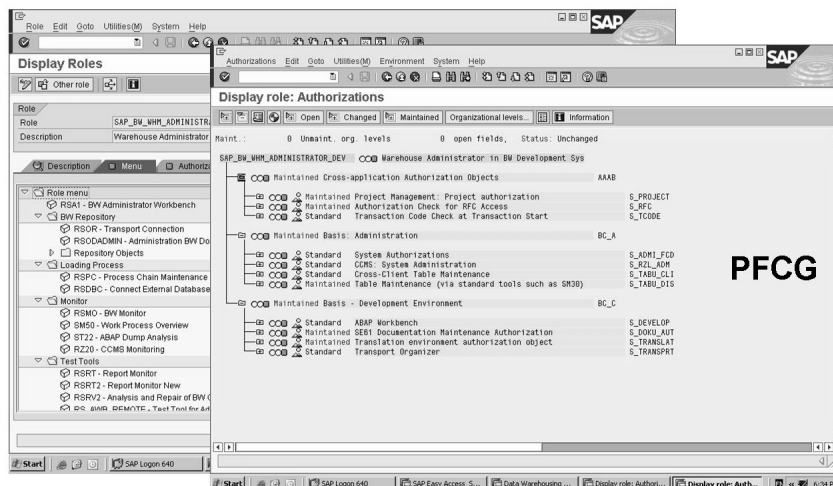 Role Edit Goto Utilities(M) System Help
SAP
Display Roles
Other role
Role
Role SAP_BW_WHM_ADMINISTRA
Description Warehouse Administrator
Description Menu Authoriz
Role menu
RSA1 - BW Administrator Workbench
BW Repository
RSOR - Transport Connection
RSODADMIN - Administration BW Do
Repository Objects
Loading Process
RSPC - Process Chain Maintenance
RSDBC - Connect External Database
Monitor
RSMO - BW Monitor
SM50 - Work Process Overview
ST22 - ABAP Dump Analysis
RZ20 - CCMS Monitoring
Test Tools
RSRT - Report Monitor
RSRT2 - Report Monitor New
RSRV2 - Analysis and Repair of BW
RS_AWB_REMOTE - Test Tool for Ad
Start SAP Logon 640
Authorizations Edit Goto Utilities(M) Environment System Help
SAP
Display role: Authorizations
Open Changed Maintained Organizational levels... Information
Maint.: 0 Unmaint. org. levels 0 open fields, Status: Unchanged
SAP_BW_WHM_ADMINISTRATOR_DEV Warehouse Administrator in BW Development Sys
Maintained Cross-application Authorization Objects AAAB
Maintained Project Management: Project authorization S_PROJECT
Maintained Authorization Check for RFC Access S_RFC
Standard Transaction Code Check at Transaction Start S_TCODE
Maintained Basis: Administration BC_A
Standard System Authorizations S_ADMI_FCD
Standard CCMS: System Administration S_RZL_ADM
Standard Cross-Client Table Maintenance S_TABU_CLI
Maintained Table Maintenance (via standard tools such as SM30) S_TABU_DIS
Maintained Basis - Development Environment BC_C
Standard ABAP Workbench S_DEVELOP
Maintained SE61 Documentation Maintenance Authorization S_DOKU_AUT
Maintained Translation environment authorization object S_TRANSLAT
Standard Transport Organizer S_TRANSPRT
PFCG
Start SAP Logon 640 SAP Easy Access S... Data Warehousing ... Display role: Authori... Display role: Auth... 6:34 P